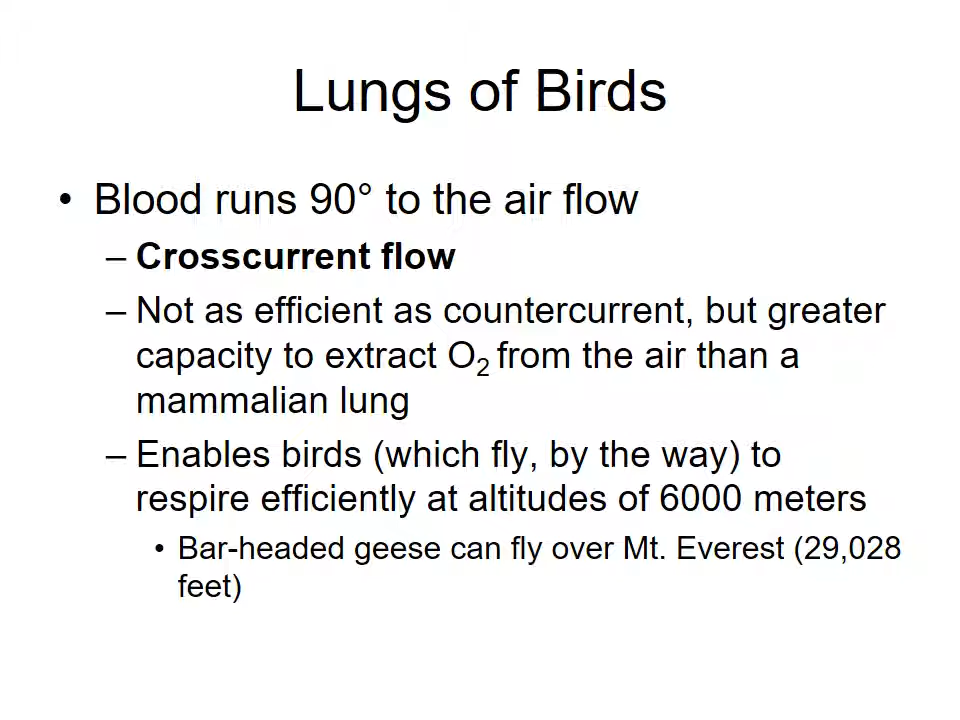 Lungs of Birds
• Blood runs 90° to the air flow
– Crosscurrent flow
– Not as efficient as countercurrent, but greater
capacity to extract O₂ from the air than a
mammalian lung
– Enables birds (which fly, by the way) to
respire efficiently at altitudes of 6000 meters
• Bar-headed geese can fly over Mt. Everest (29,028
feet)